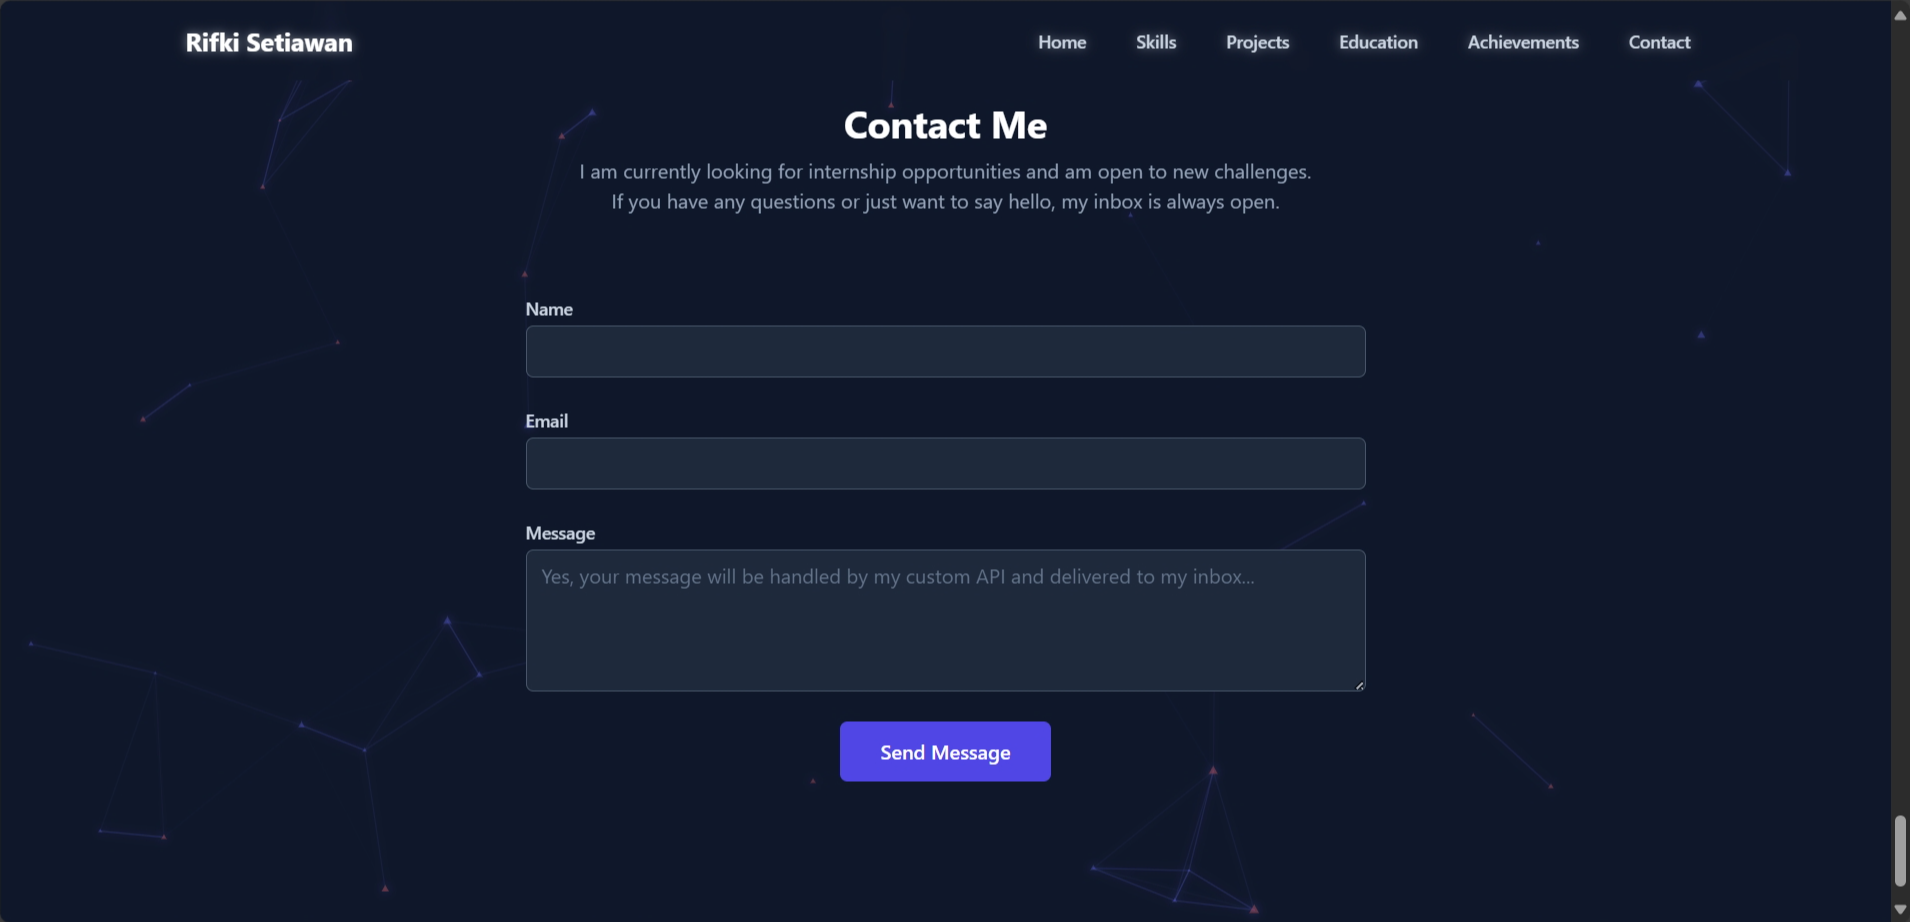 Rifki Setiawan
Home Skills Projects Education Achievements Contact
Contact Me
I am currently looking for internship opportunities and am open to new challenges.
If you have any questions or just want to say hello, my inbox is always open.
Name
Email
Message
Yes, your message will be handled by my custom API and delivered to my inbox...
Send Message